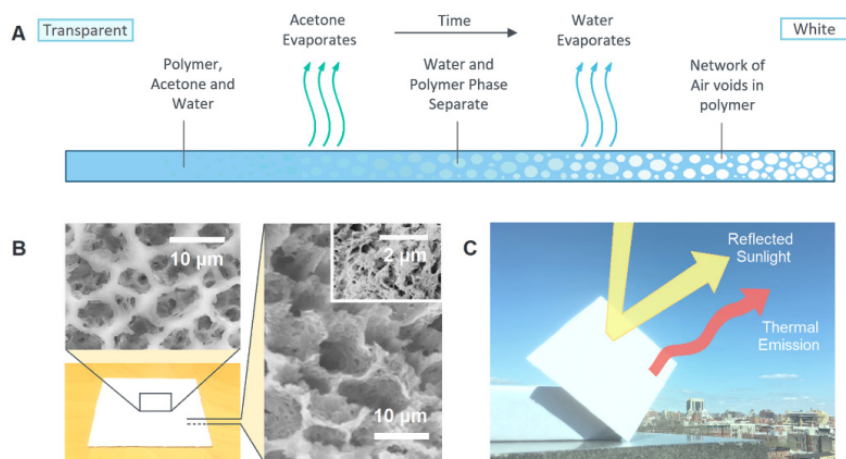 A
Transparent
Acetone
Evaporates
Time
Water
Evaporates
White
Polymer,
Acetone and
Water
Water and
Polymer Phase
Separate
Network of
Air voids in
polymer
B
10 µm
2 µm
10 µm
C
Reflected
Sunlight
Thermal
Emission